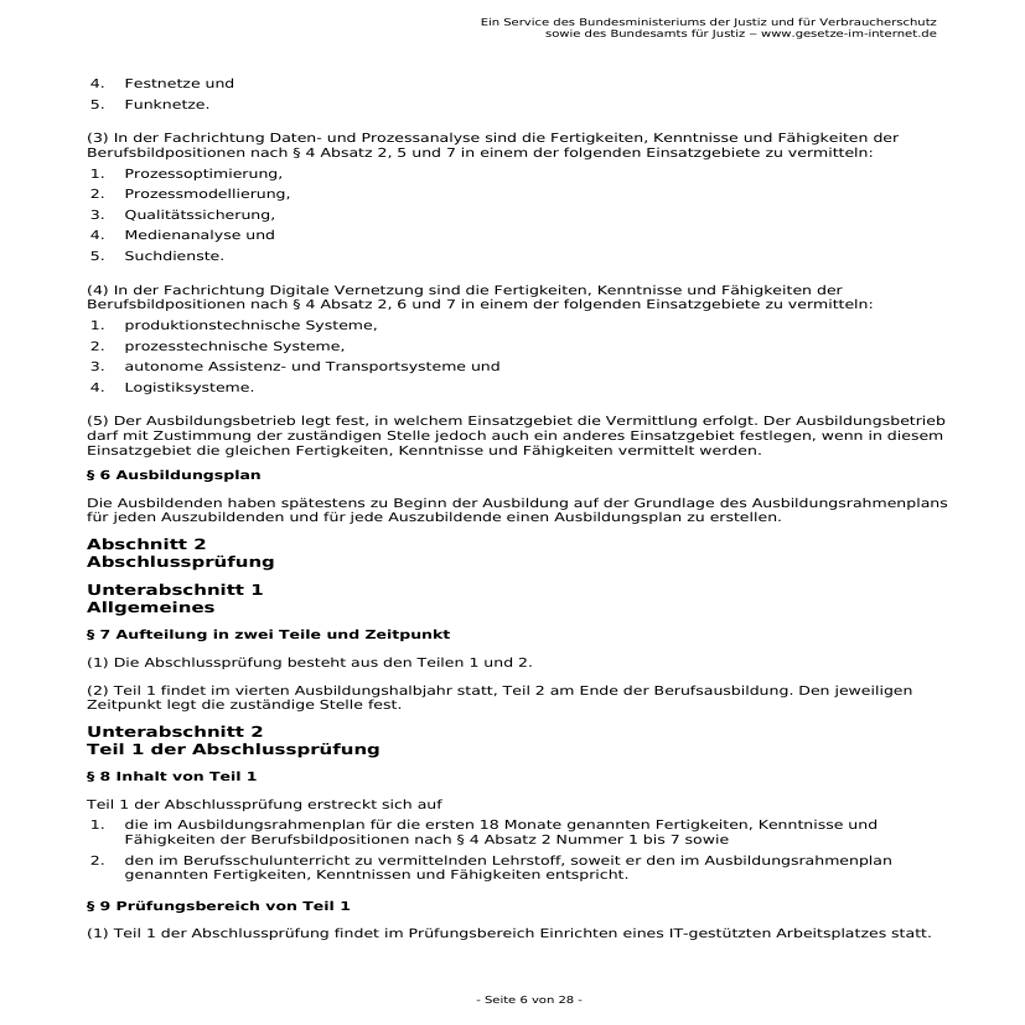 Ein Service des Bundesministeriums der Justiz und für Verbraucherschutz
sowie des Bundesamts für Justiz – www.gesetze-im-internet.de
4. Festnetze und
5. Funknetze.
(3) In der Fachrichtung Daten- und Prozessanalyse sind die Fertigkeiten, Kenntnisse und Fähigkeiten der
Berufsbildpositionen nach § 4 Absatz 2, 5 und 7 in einem der folgenden Einsatzgebiete zu vermitteln:
1. Prozessoptimierung,
2. Prozessmodellierung,
3. Qualitätssicherung,
4. Medienanalyse und
5. Suchdienste.
(4) In der Fachrichtung Digitale Vernetzung sind die Fertigkeiten, Kenntnisse und Fähigkeiten der
Berufsbildpositionen nach § 4 Absatz 2, 6 und 7 in einem der folgenden Einsatzgebiete zu vermitteln:
1. produktionstechnische Systeme,
2. prozesstechnische Systeme,
3. autonome Assistenz- und Transportsysteme und
4. Logistiksysteme.
(5) Der Ausbildungsbetrieb legt fest, in welchem Einsatzgebiet die Vermittlung erfolgt. Der Ausbildungsbetrieb
darf mit Zustimmung der zuständigen Stelle jedoch auch ein anderes Einsatzgebiet festlegen, wenn in diesem
Einsatzgebiet die gleichen Fertigkeiten, Kenntnisse und Fähigkeiten vermittelt werden.
§ 6 Ausbildungsplan
Die Ausbildenden haben spätestens zu Beginn der Ausbildung auf der Grundlage des Ausbildungsrahmenplans
für jeden Auszubildenden und für jede Auszubildende einen Ausbildungsplan zu erstellen.
Abschnitt 2
Abschlussprüfung
Unterabschnitt 1
Allgemeines
§ 7 Aufteilung in zwei Teile und Zeitpunkt
(1) Die Abschlussprüfung besteht aus den Teilen 1 und 2.
(2) Teil 1 findet im vierten Ausbildungshalbjahr statt, Teil 2 am Ende der Berufsausbildung. Den jeweiligen
Zeitpunkt legt die zuständige Stelle fest.
Unterabschnitt 2
Teil 1 der Abschlussprüfung
§ 8 Inhalt von Teil 1
Teil 1 der Abschlussprüfung erstreckt sich auf
1. die im Ausbildungsrahmenplan für die ersten 18 Monate genannten Fertigkeiten, Kenntnisse und
Fähigkeiten der Berufsbildpositionen nach § 4 Absatz 2 Nummer 1 bis 7 sowie
2. den im Berufsschulunterricht zu vermittelnden Lehrstoff, soweit er den im Ausbildungsrahmenplan
genannten Fertigkeiten, Kenntnissen und Fähigkeiten entspricht.
§ 9 Prüfungsbereich von Teil 1
(1) Teil 1 der Abschlussprüfung findet im Prüfungsbereich Einrichten eines IT-gestützten Arbeitsplatzes statt.
- Seite 6 von 28 -